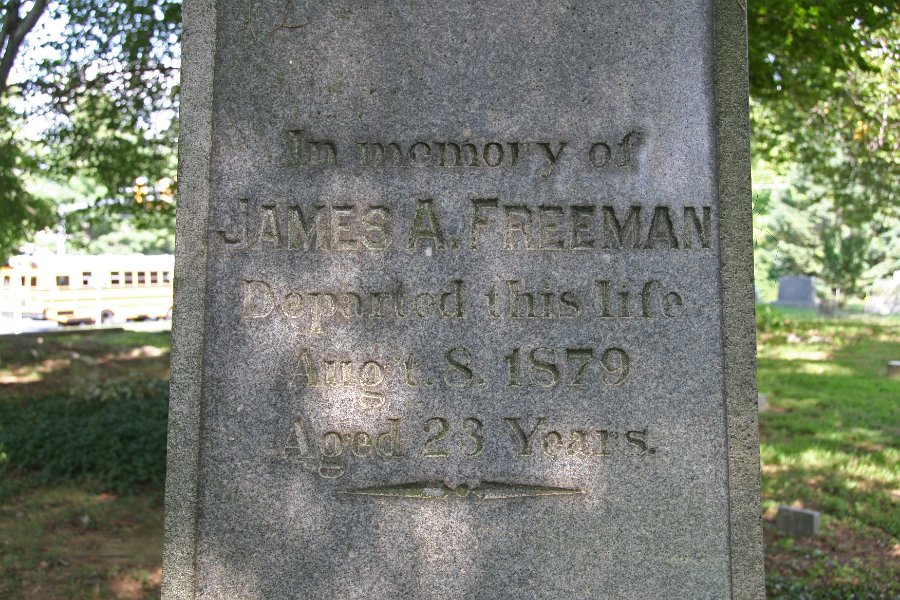 In memory of
JAMES A. FREEMAN
Departed this life
Aug't. 8. 1879
Aged 23 Years.